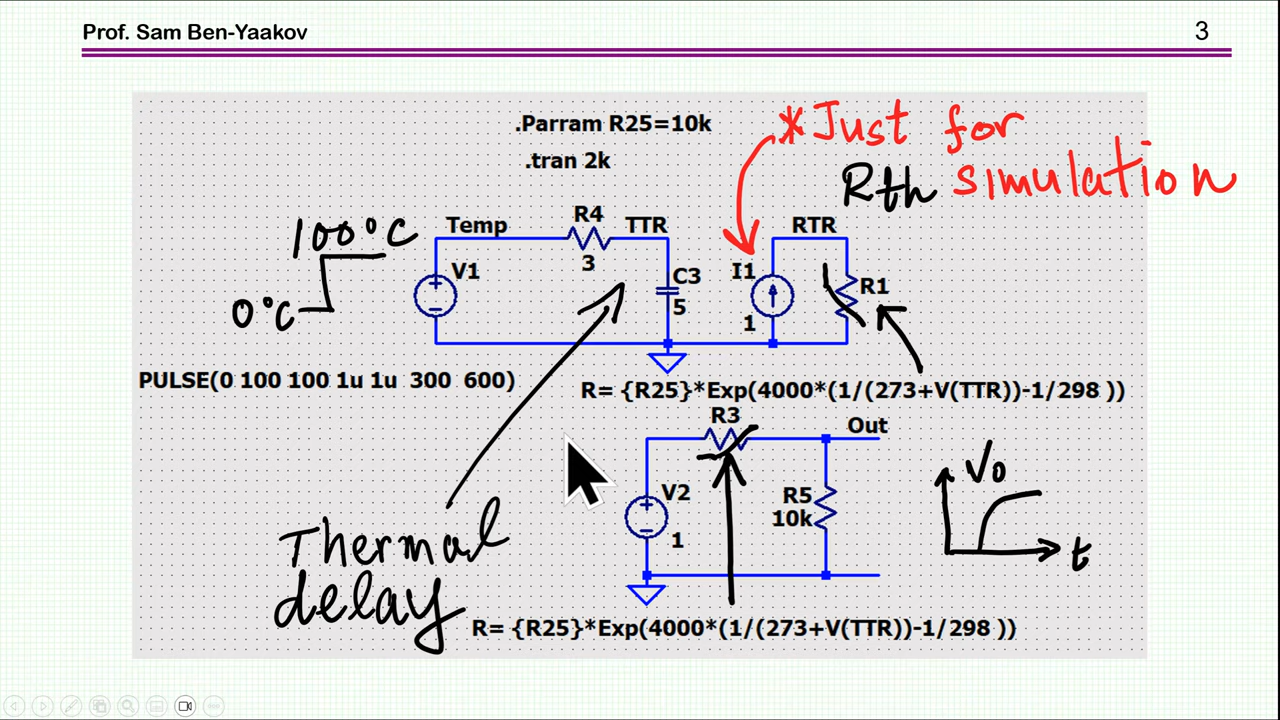 Prof. Sam Ben-Yaakov
3
.Parram R25=10k
.tran 2k
*Just for
simulation
Rth
100°C
0°C
Temp
R4
3
TTR
V1
C3
5
I1
1
RTR
R1
PULSE(0 100 100 1u 1u 300 600)
R= {R25}*Exp(4000*(1/(273+V(TTR))-1/298 ))
R3
Out
V2
1
R5
10k
Vo
t
Thermal
delay
R= {R25}*Exp(4000*(1/(273+V(TTR))-1/298 ))